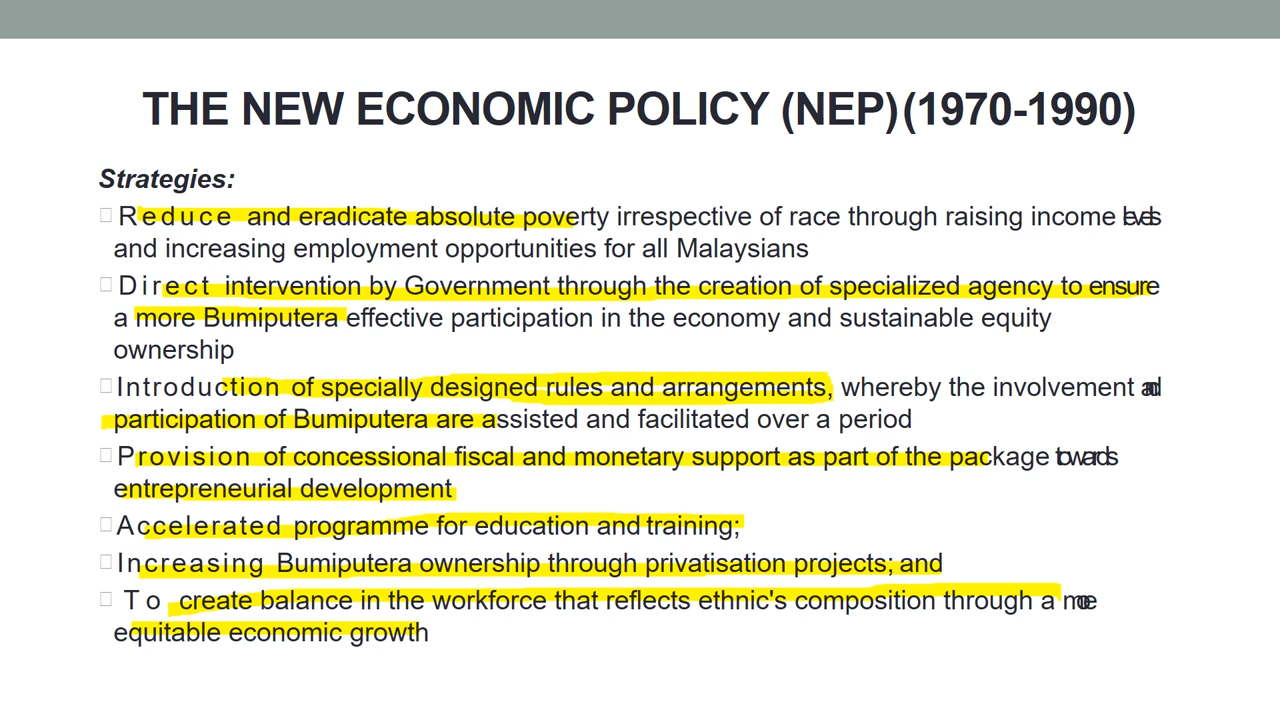 THE NEW ECONOMIC POLICY (NEP) (1970-1990)
Strategies:
Reduce and eradicate absolute poverty irrespective of race through raising income levels
and increasing employment opportunities for all Malaysians
Direct intervention by Government through the creation of specialized agency to ensure
a more Bumiputera effective participation in the economy and sustainable equity
ownership
Introduction of specially designed rules and arrangements, whereby the involvement and
participation of Bumiputera are assisted and facilitated over a period
Provision of concessional fiscal and monetary support as part of the package towards
entrepreneurial development
Accelerated programme for education and training;
Increasing Bumiputera ownership through privatisation projects; and
To create balance in the workforce that reflects ethnic's composition through a more
equitable economic growth